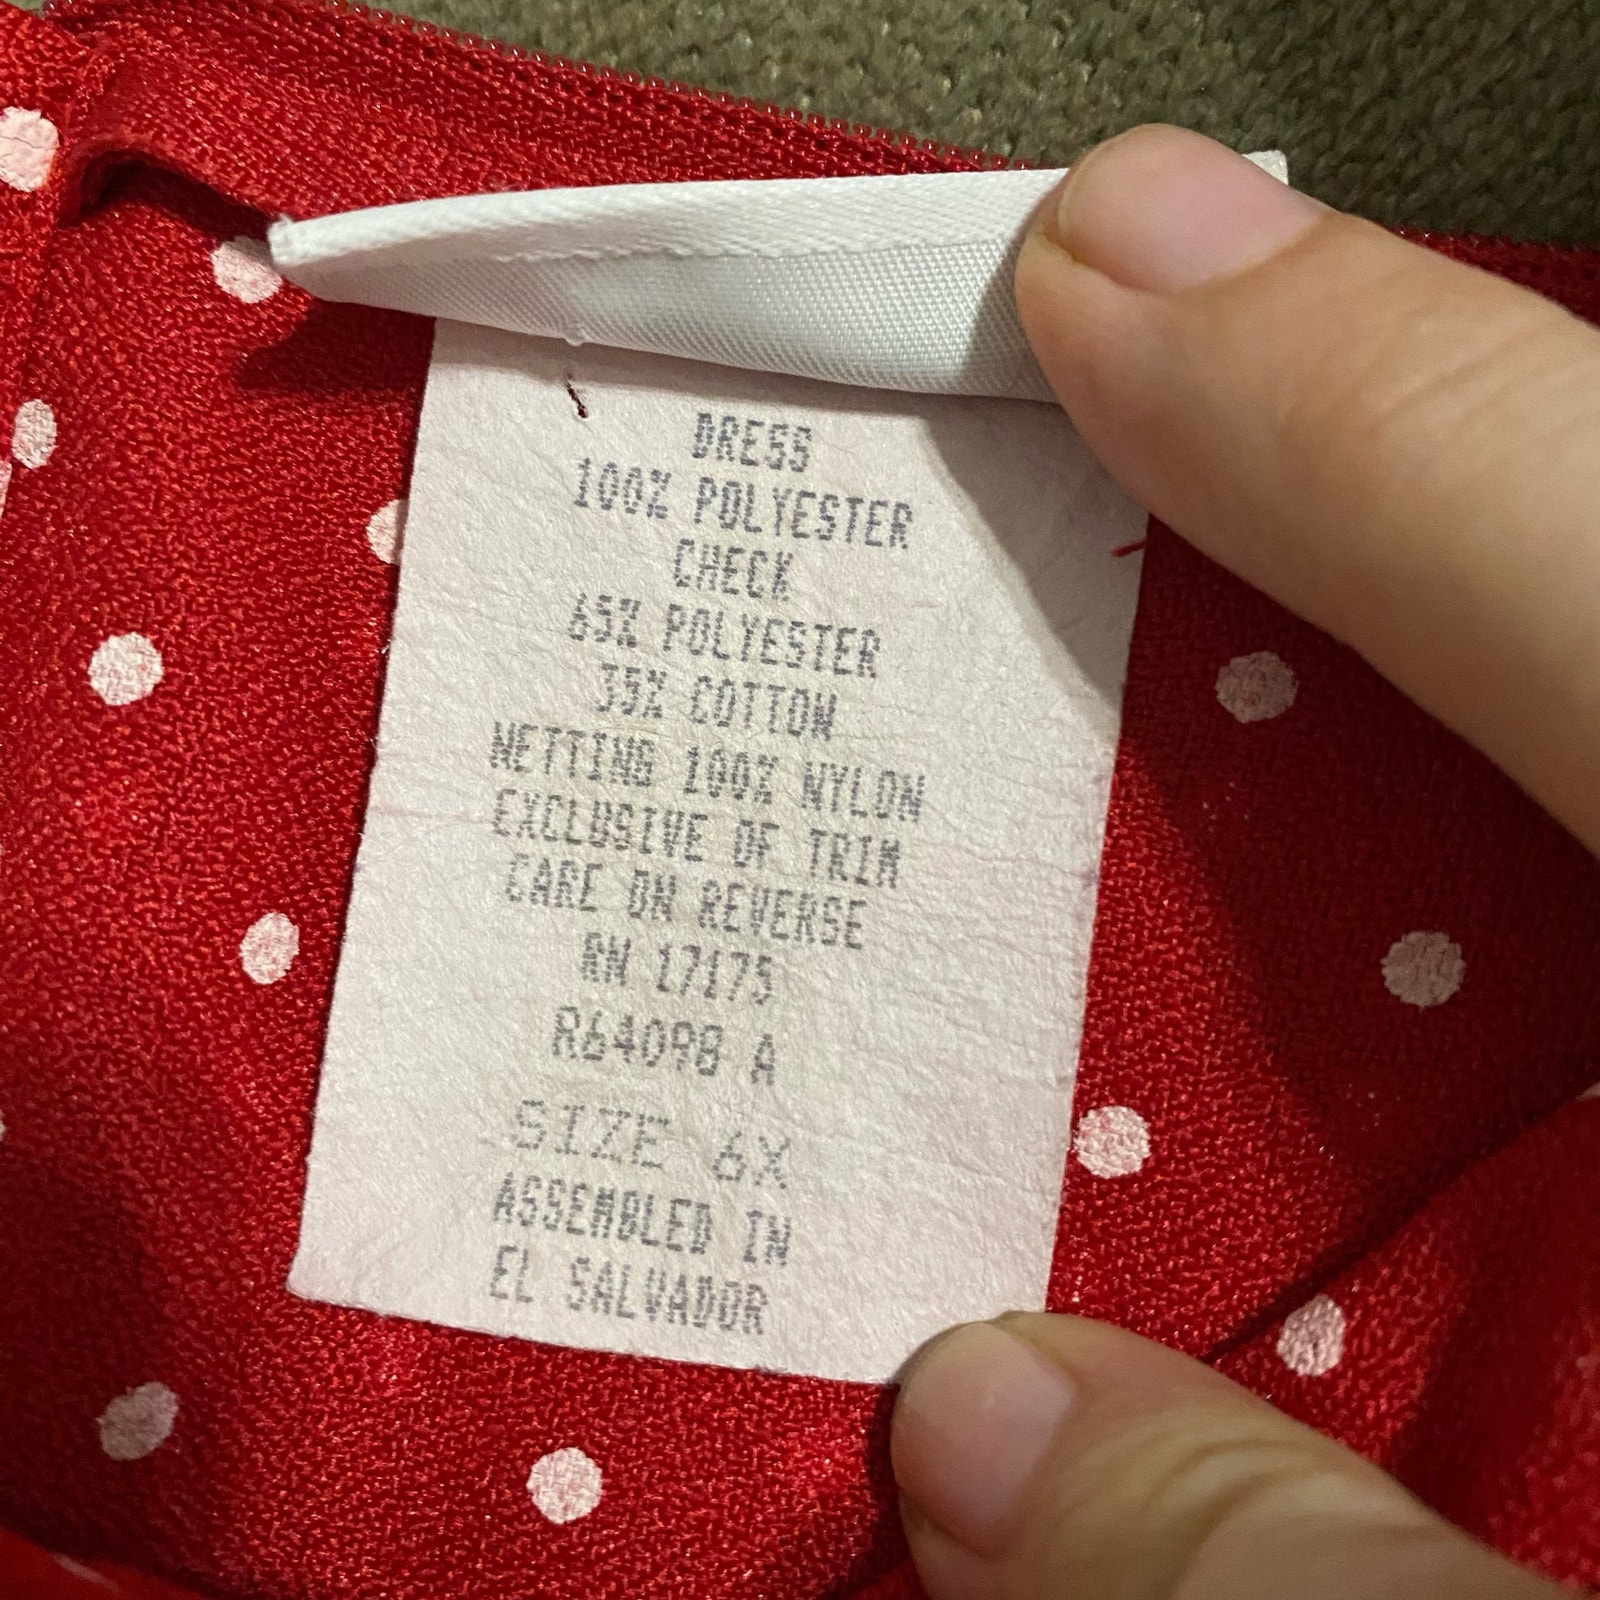 DRESS
100% POLYESTER
CHECK
65% POLYESTER
35% COTTON
NETTING 100% NYLON
EXCLUSIVE OF TRIM
CARE ON REVERSE
RN 17175
R64098 A
SIZE 6X
ASSEMBLED IN
EL SALVADOR